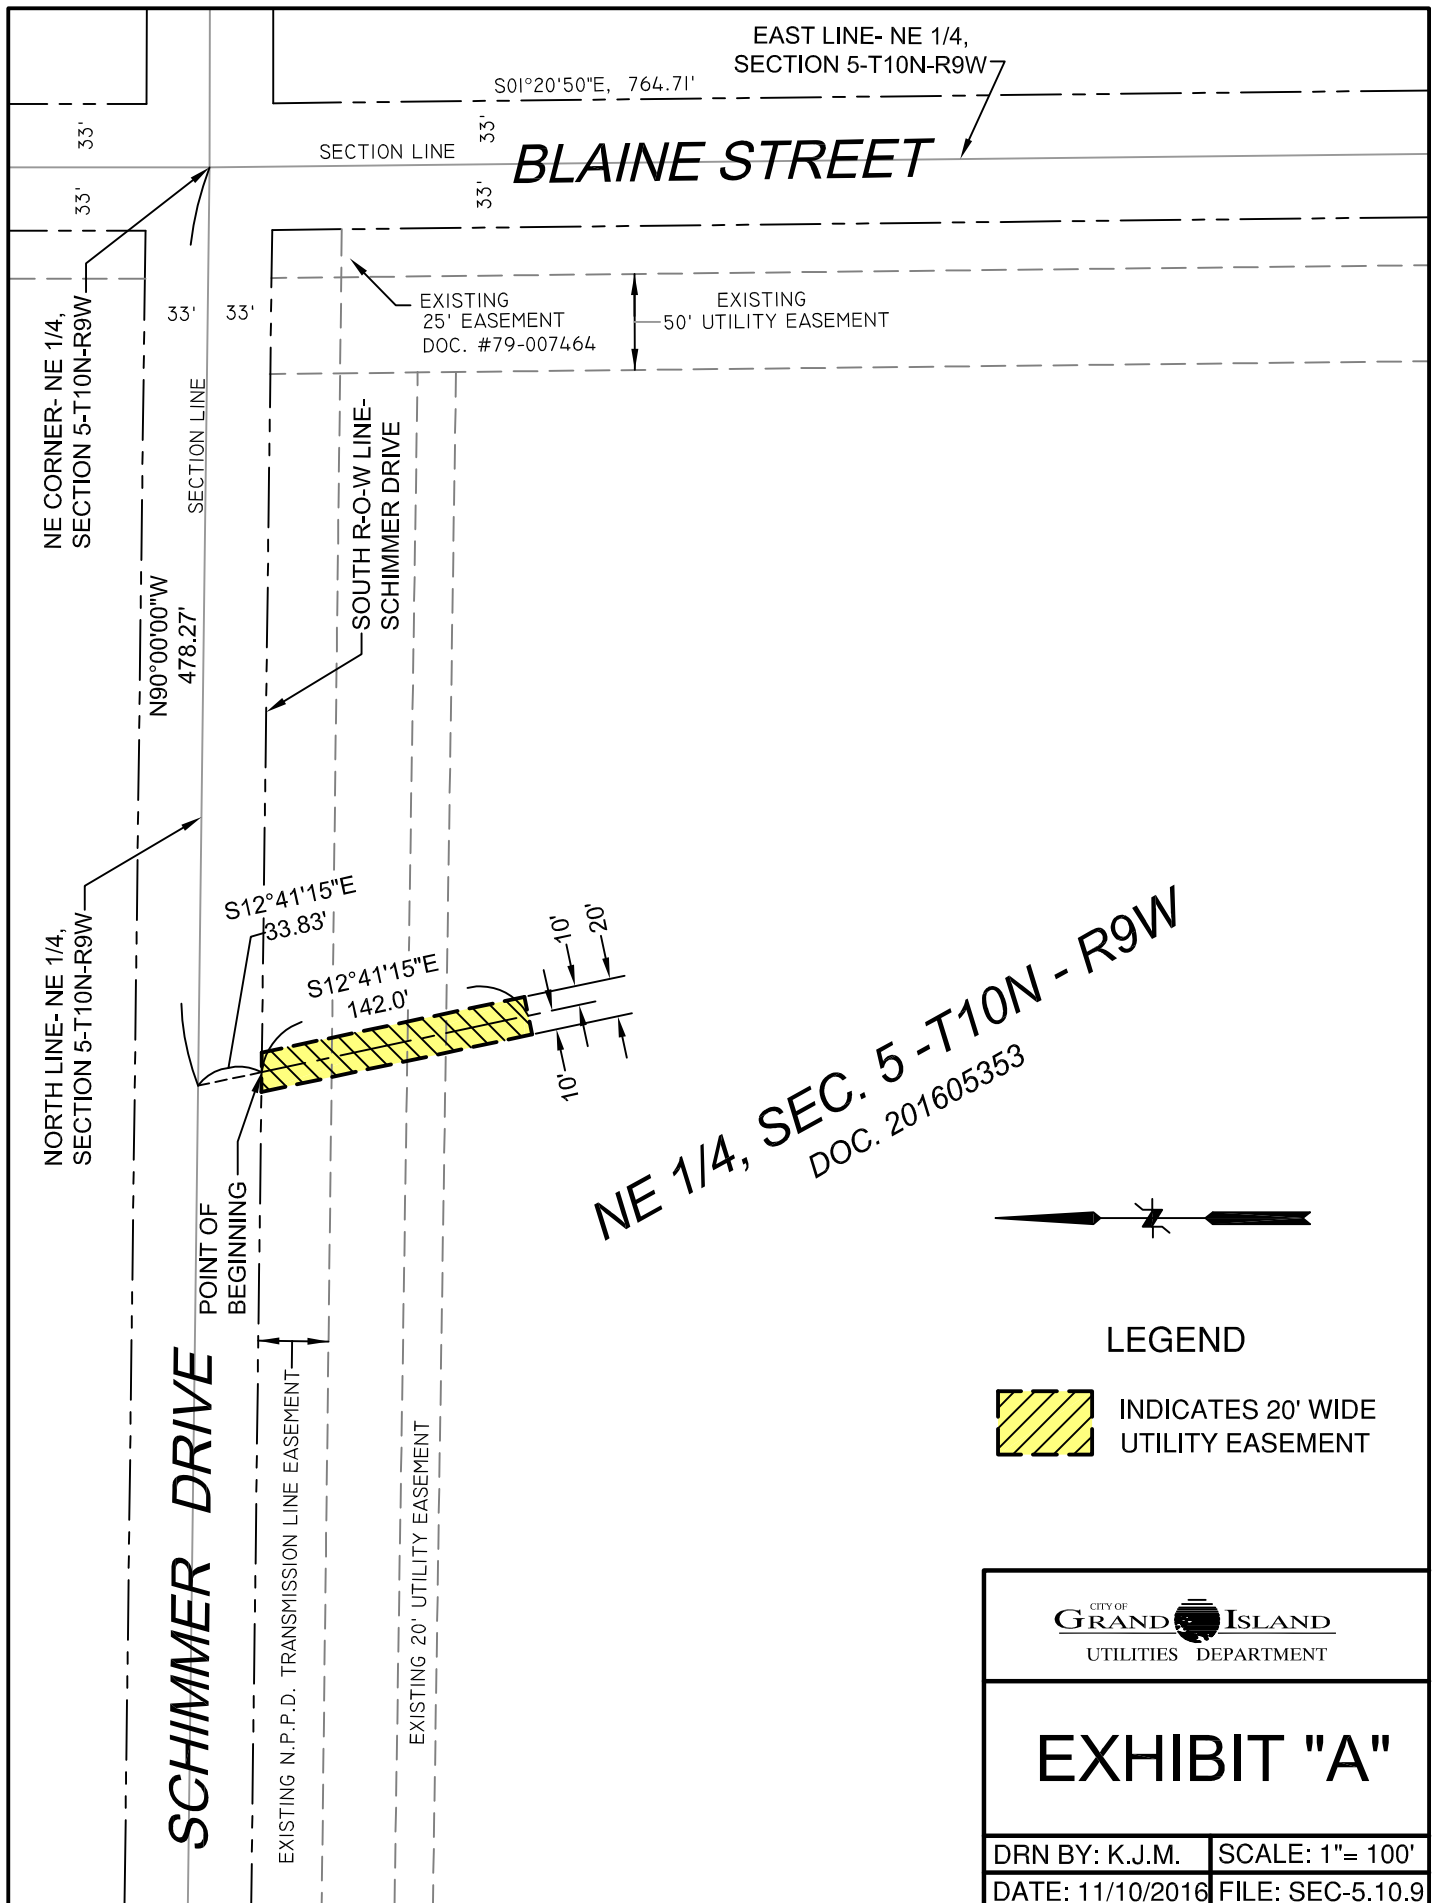 EAST LINE- NE 1/4,
SECTION 5-T10N-R9W
S01°20'50"E, 764.71'
33'
33'
SECTION LINE
BLAINE STREET
33'
33'
33'
33'
EXISTING
25' EASEMENT
DOC. #79-007464
EXISTING
50' UTILITY EASEMENT
NE CORNER- NE 1/4,
SECTION 5-T10N-R9W
SECTION LINE
SOUTH R-O-W LINE-
SCHIMMER DRIVE
N90°00'00"W
478.27'
NORTH LINE- NE 1/4,
SECTION 5-T10N-R9W
S12°41'15"E
33.83'
S12°41'15"E
142.0'
10'
20'
10'
POINT OF
BEGINNING
NE 1/4, SEC. 5 -T10N - R9W
DOC. 201605353
SCHIMMER DRIVE
EXISTING N.P.P.D. TRANSMISSION LINE EASEMENT
EXISTING 20' UTILITY EASEMENT
N
LEGEND
INDICATES 20' WIDE
UTILITY EASEMENT
CITY OF
GRAND ISLAND
UTILITIES DEPARTMENT
EXHIBIT "A"
DRN BY: K.J.M.
SCALE: 1"= 100'
DATE: 11/10/2016
FILE: SEC-5.10.9